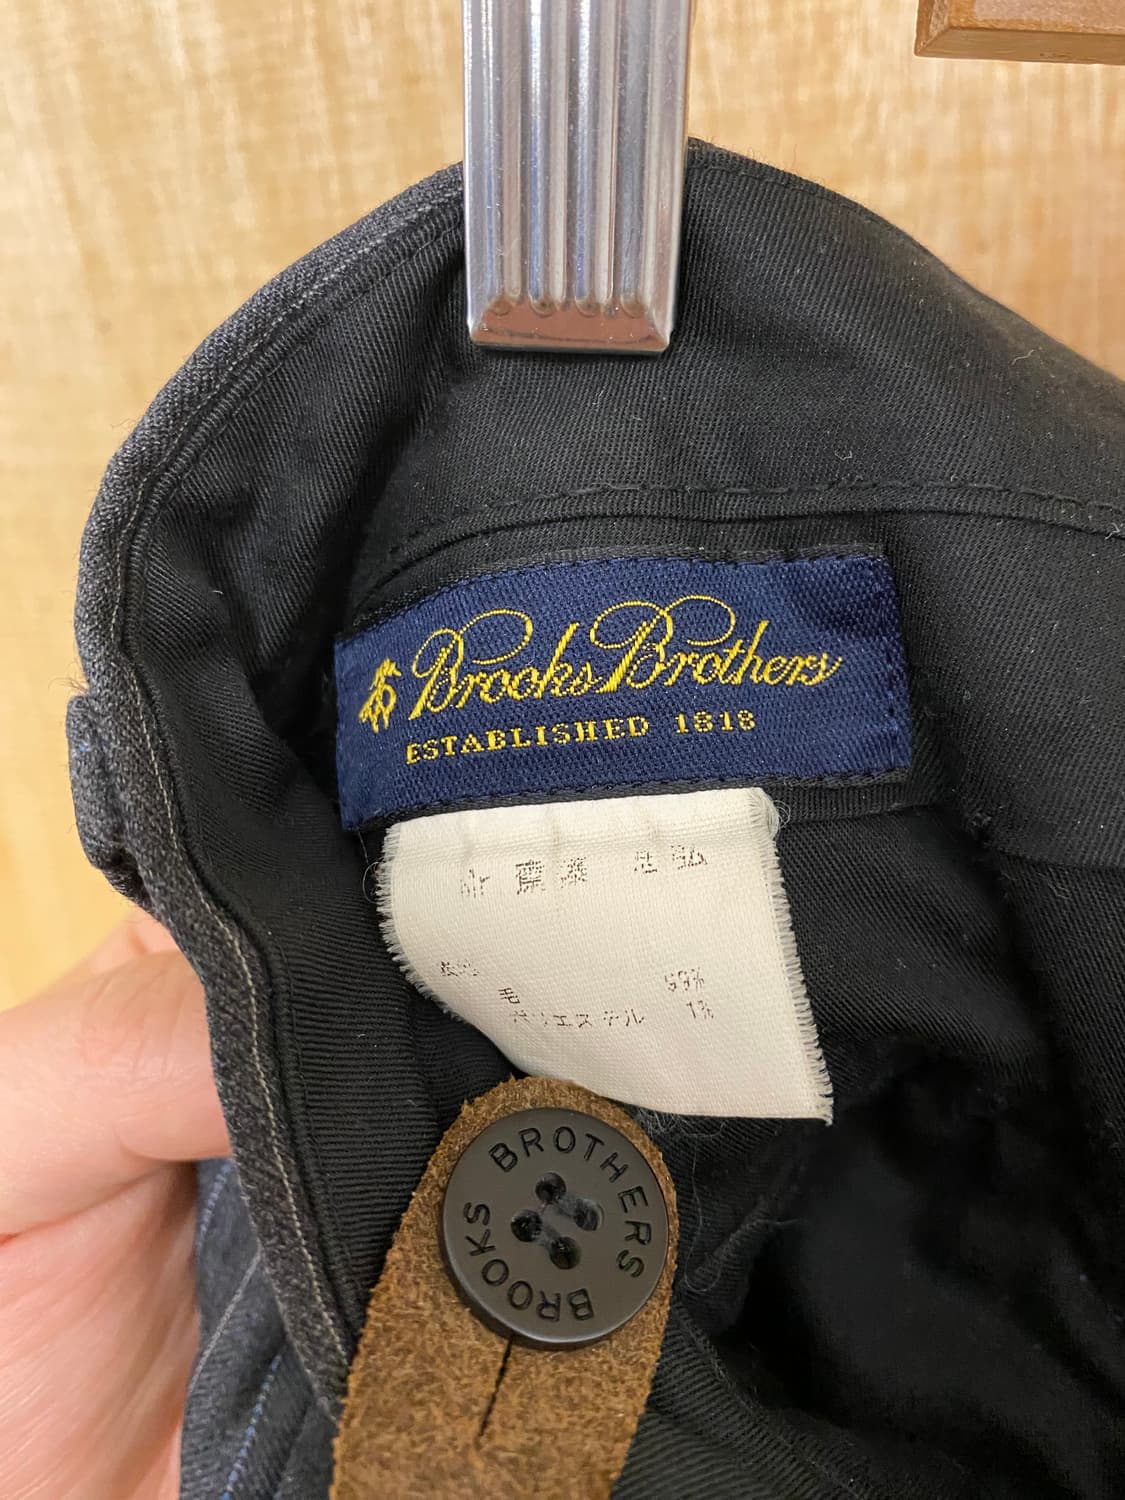 Brooks Brothers
ESTABLISHED 1818
毛 99%
ポリエステル 1%
BROOKS BROTHERS